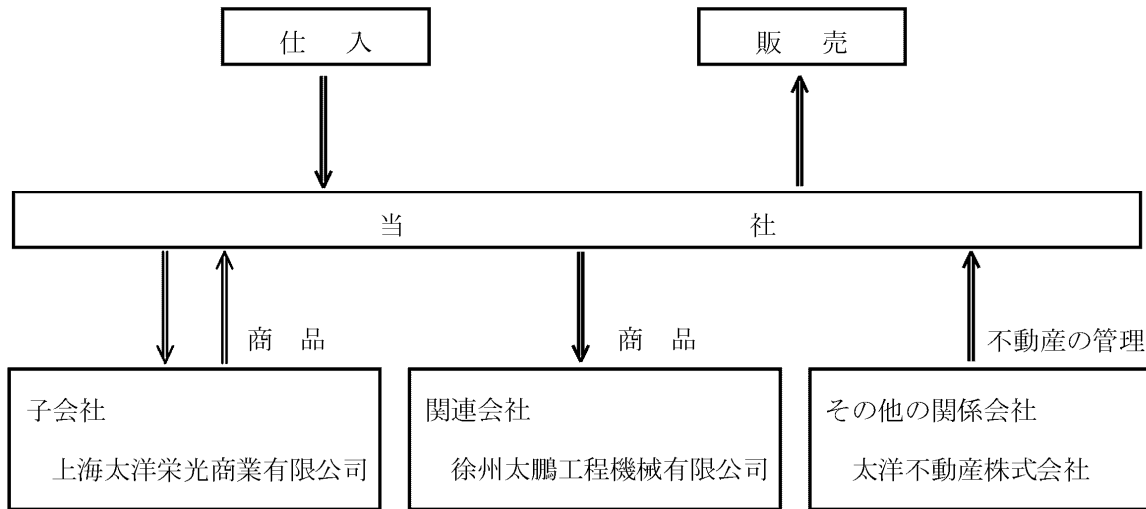 仕 入
販 売
当 社
商 品
商 品
不動産の管理
子会社
上海太洋栄光商業有限公司
関連会社
徐州太鵬工程機械有限公司
その他の関係会社
太洋不動産株式会社